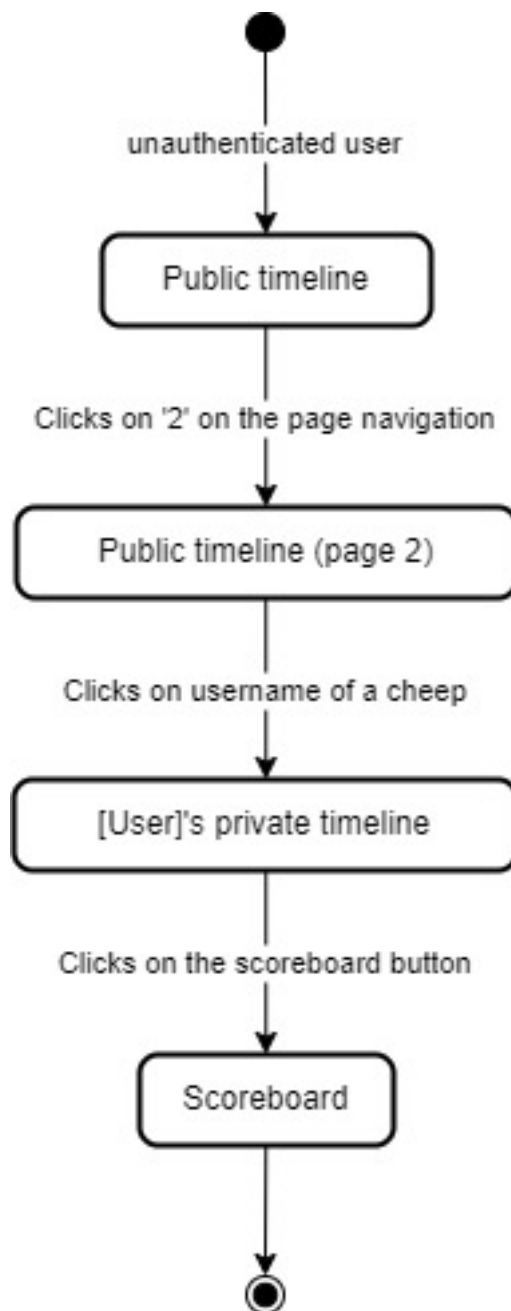 unauthenticated user
Public timeline
Clicks on '2' on the page navigation
Public timeline (page 2)
Clicks on username of a cheep
[User]'s private timeline
Clicks on the scoreboard button
Scoreboard